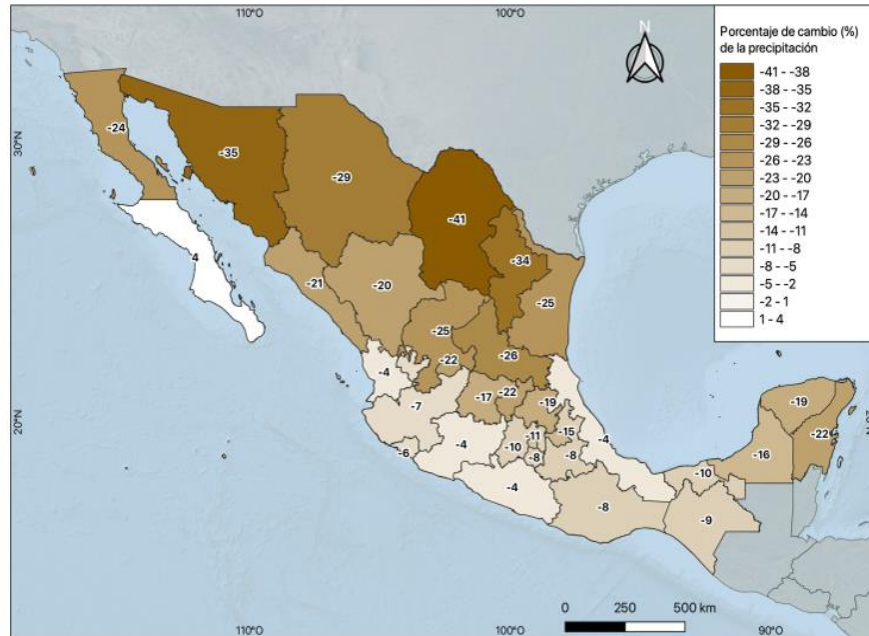 110°O
100°O
N
Porcentaje de cambio (%)
de la precipitación
-41 - -38
-38 - -35
-35 - -32
-32 - -29
-29 - -26
-26 - -23
-23 - -20
-20 - -17
-17 - -14
-14 - -11
-11 - -8
-8 - -5
-5 - -2
-2 - 1
1 - 4
30°N
20°N
-24
-35
-29
-41
-34
4
-21
-20
-25
-25
-22
-26
-4
-17
-22
-19
-7
-19
-22
-6
-4
-10
-11
-8
-15
-8
-4
-16
-10
-4
-8
-9
0
250
500 km
110°O
100°O
90°O